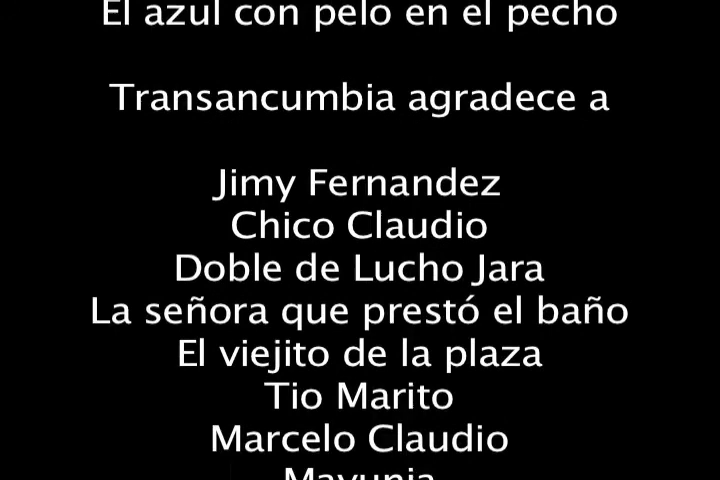 El azul con pelo en el pecho
Transancumbia agradece a
Jimy Fernandez
Chico Claudio
Doble de Lucho Jara
La señora que prestó el baño
El viejito de la plaza
Tio Marito
Marcelo Claudio